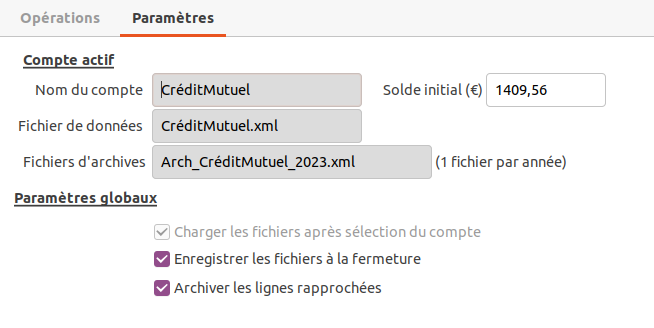 Opérations Paramètres
Compte actif
Nom du compte CréditMutuel Solde initial (€) 1409,56
Fichier de données CréditMutuel.xml
Fichiers d'archives Arch_CréditMutuel_2023.xml (1 fichier par année)
Paramètres globaux
Charger les fichiers après sélection du compte
Enregistrer les fichiers à la fermeture
Archiver les lignes rapprochées